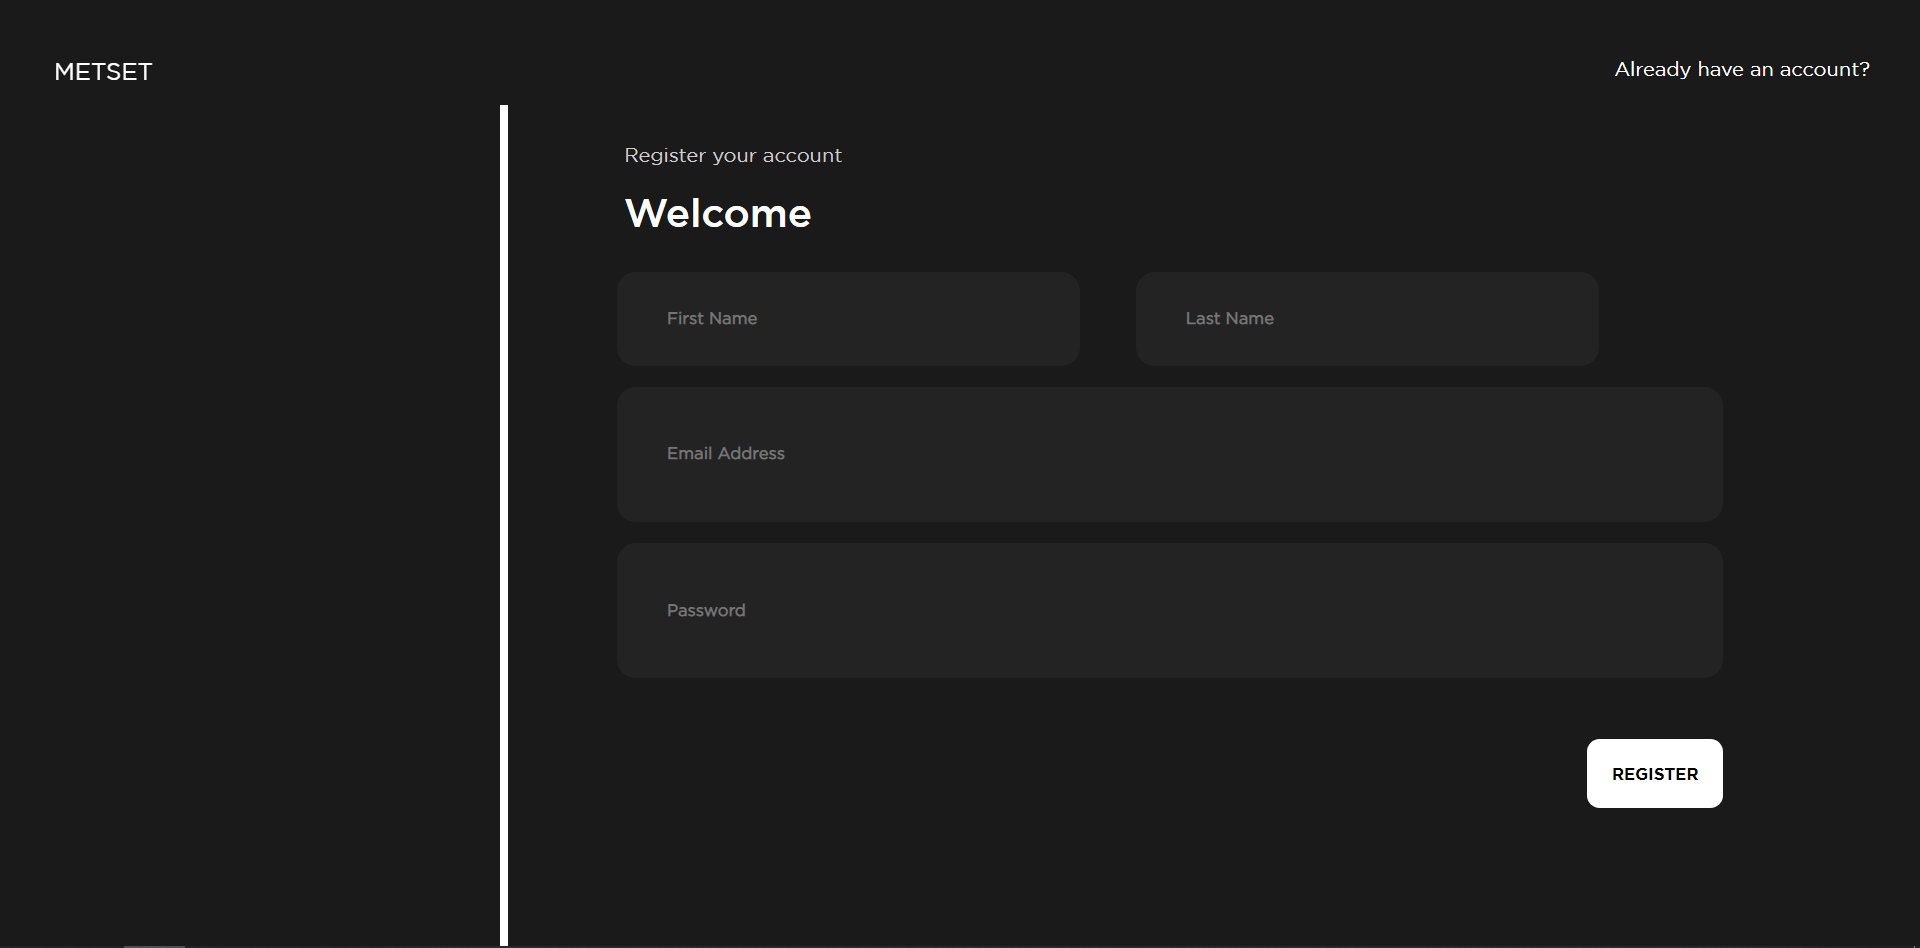 METSET
Already have an account?
Register your account
Welcome
First Name
Last Name
Email Address
Password
REGISTER